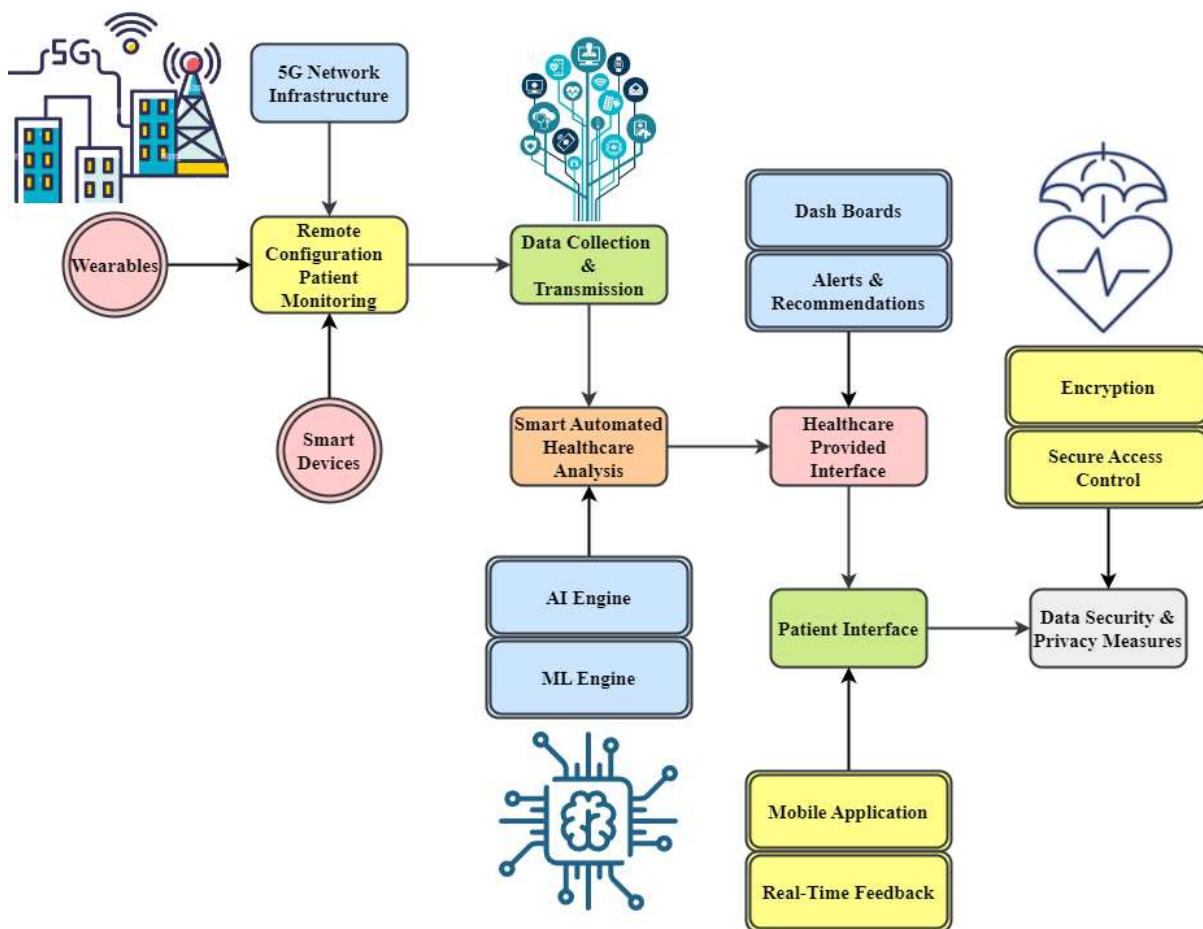 5G
5G Network
Infrastructure
Wearables
Remote
Configuration
Patient
Monitoring
Data Collection
&
Transmission
Dash Boards
Alerts &
Recommendations
Smart
Devices
Smart Automated
Healthcare
Analysis
Healthcare
Provided
Interface
Encryption
Secure Access
Control
AI Engine
ML Engine
Patient Interface
Data Security &
Privacy Measures
Mobile Application
Real-Time Feedback